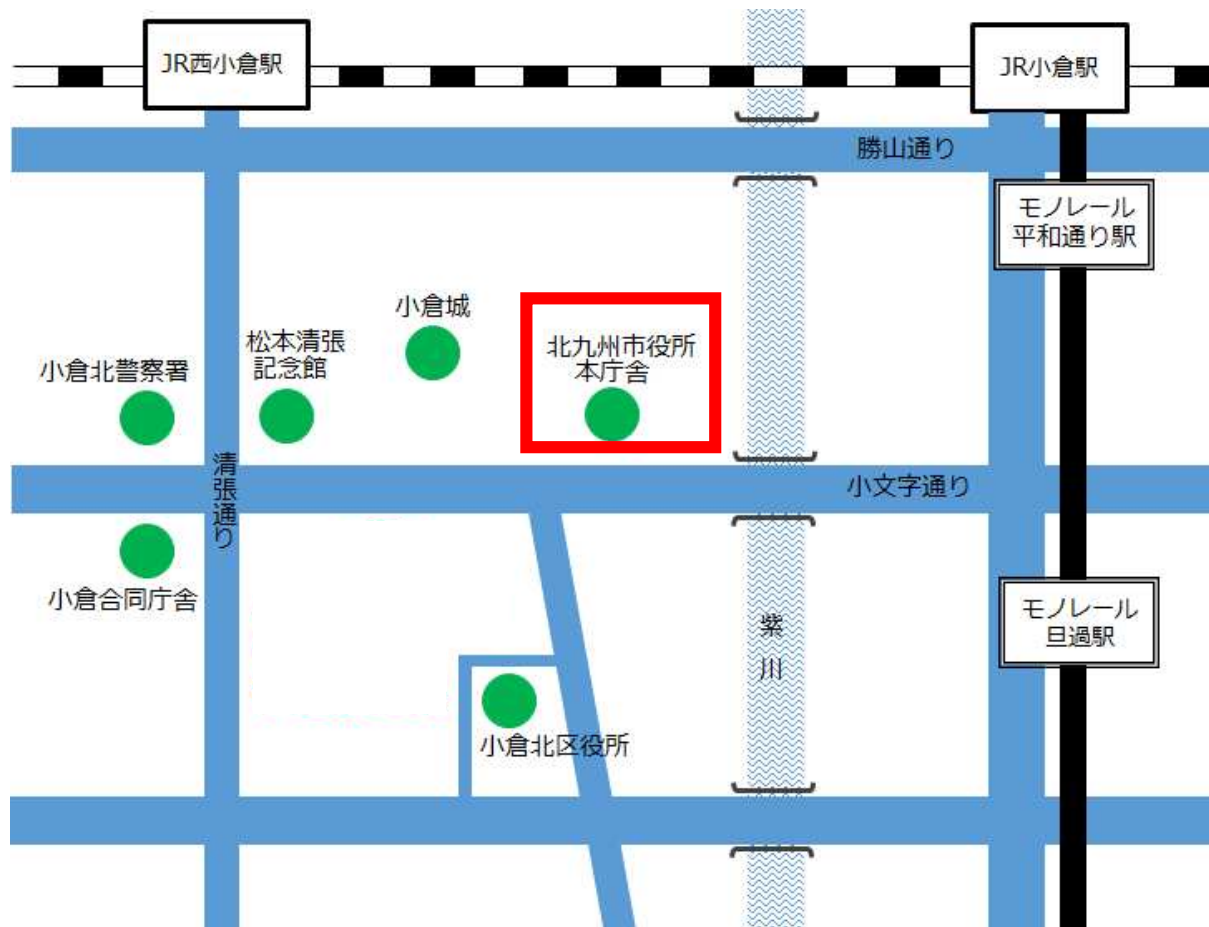 JR西小倉駅
JR小倉駅
勝山通り
モノレール
平和通り駅
小倉城
松本清張
記念館
北九州市役所
本庁舎
小倉北警察署
清張通り
小文字通り
小倉合同庁舎
紫川
モノレール
旦過駅
小倉北区役所